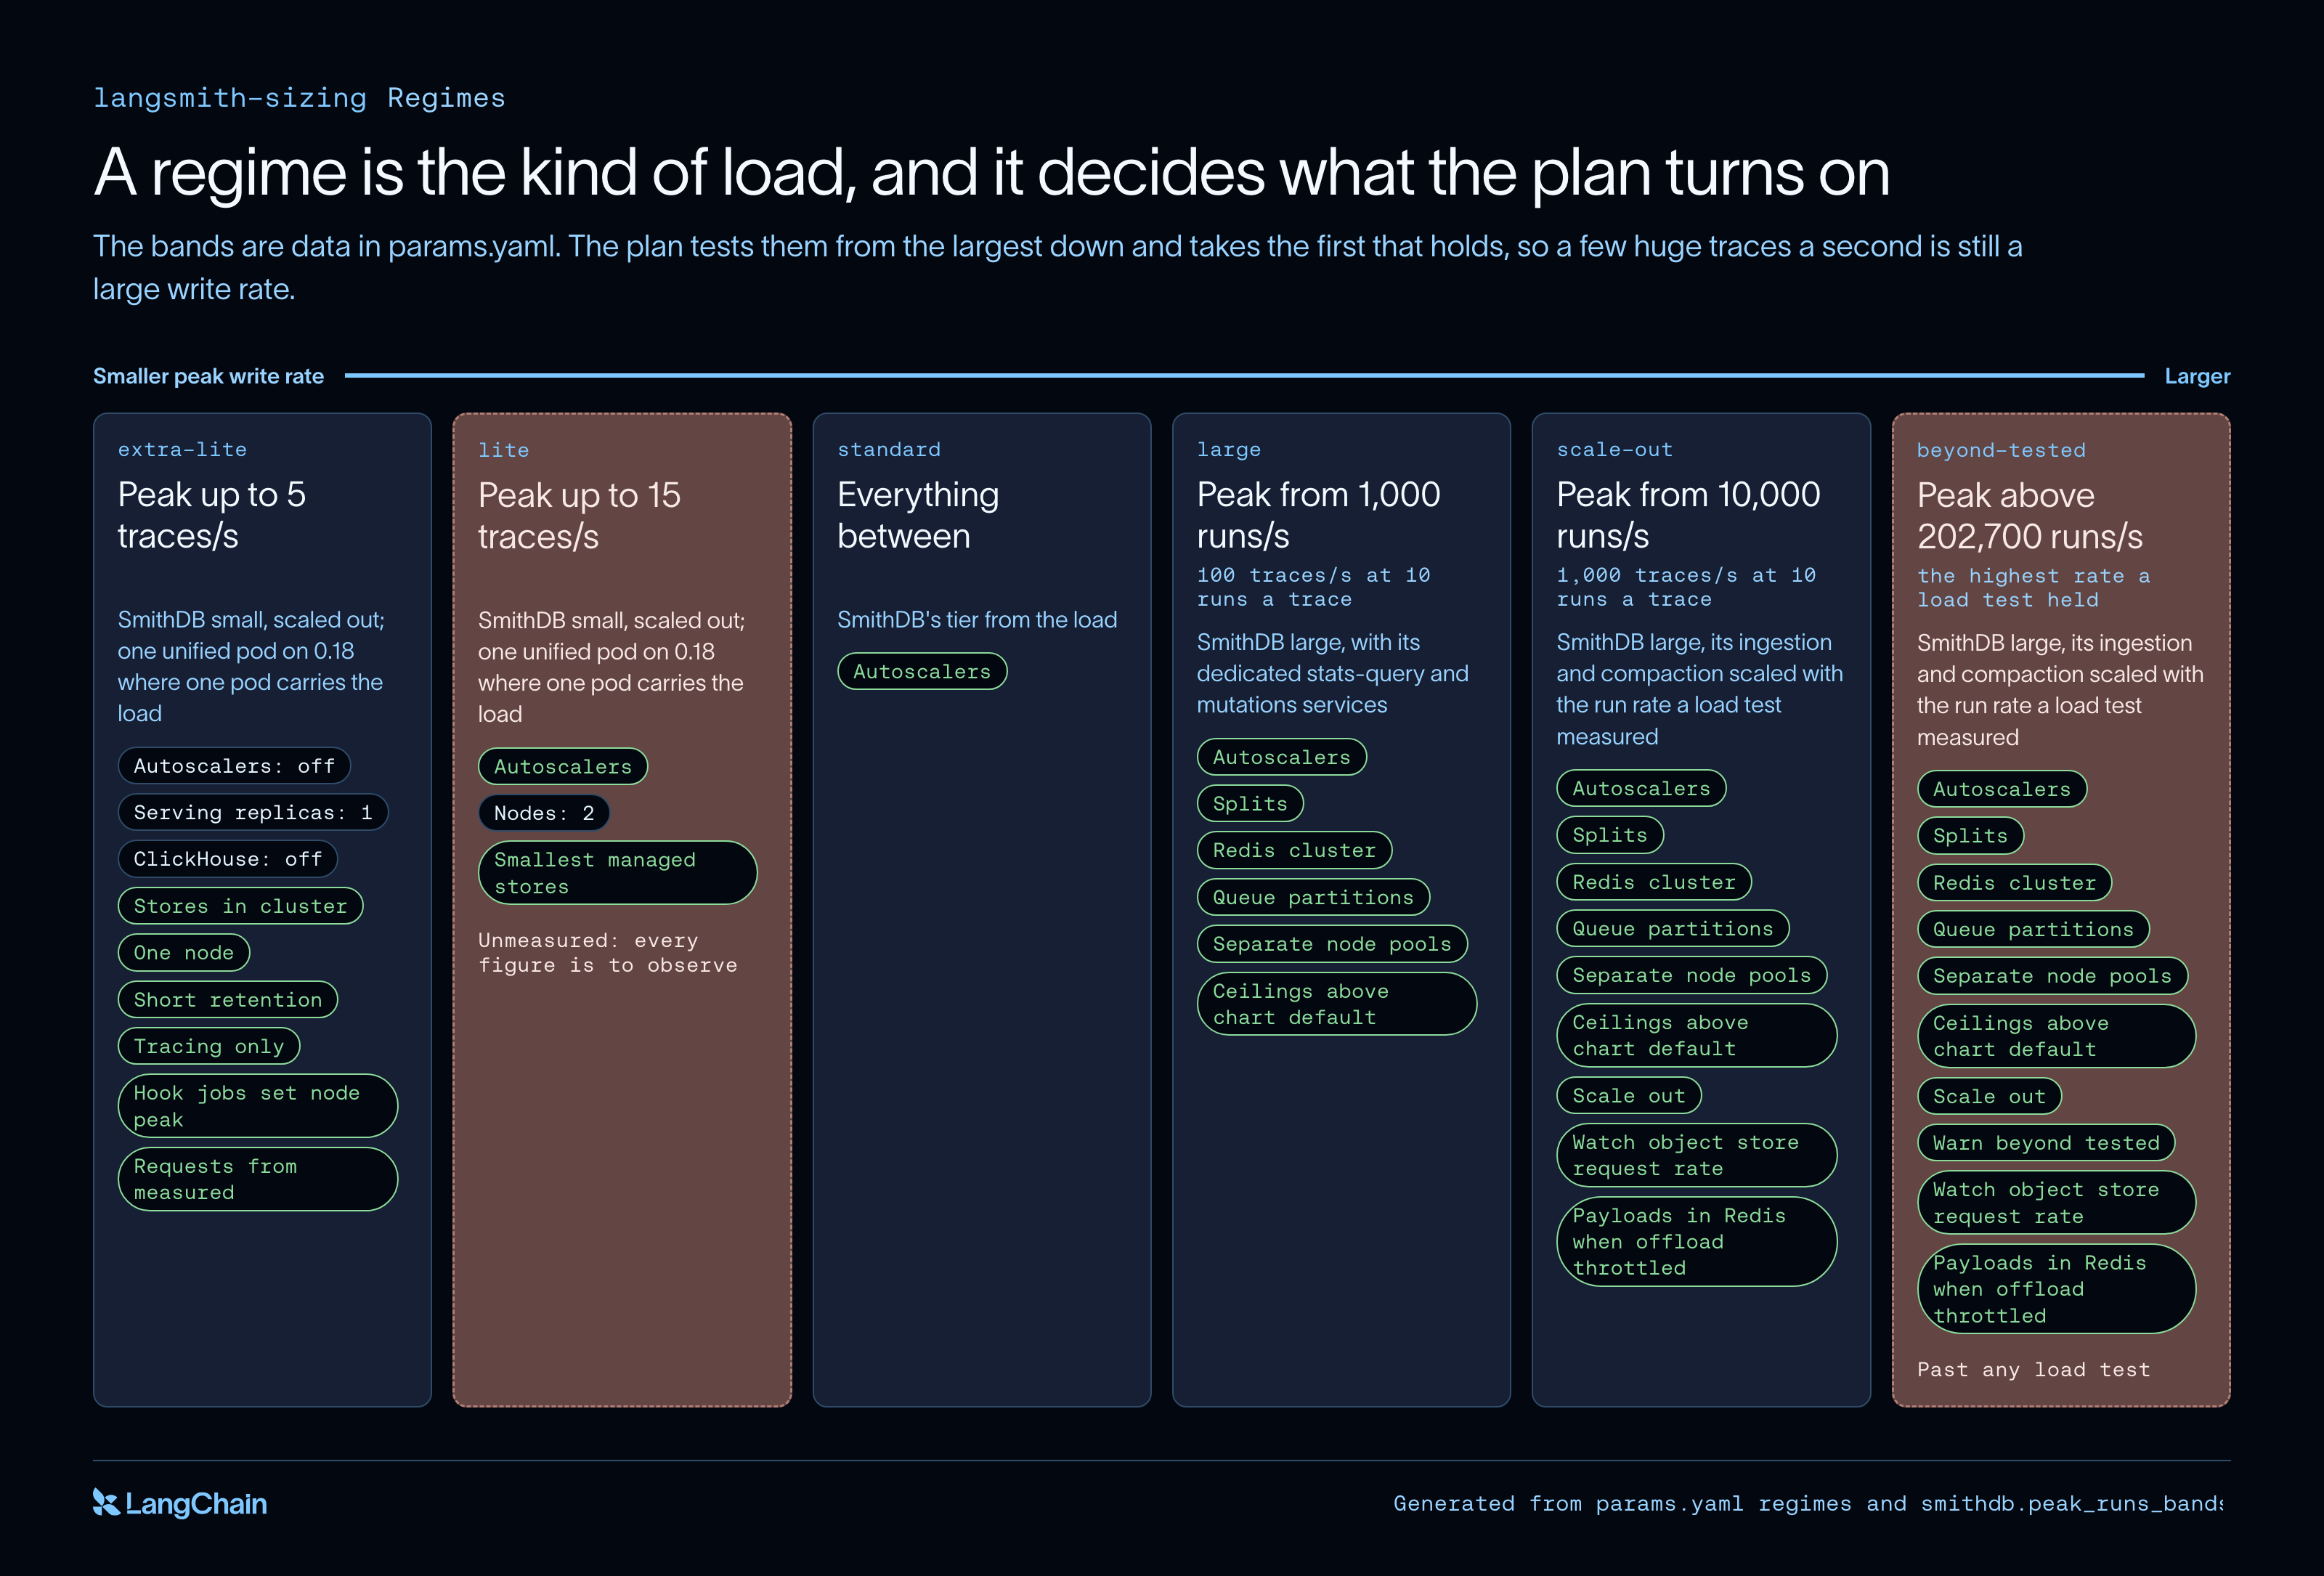 langsmith-sizing Regimes
A regime is the kind of load, and it decides what the plan turns on
The bands are data in params.yaml. The plan tests them from the largest down and takes the first that holds, so a few huge traces a second is still a
large write rate.
Smaller peak write rate
Larger
extra-lite
Peak up to 5
traces/s
SmithDB small, scaled out;
one unified pod on 0.18
where one pod carries the
load
Autoscalers: off
Serving replicas: 1
ClickHouse: off
Stores in cluster
One node
Short retention
Tracing only
Hook jobs set node
peak
Requests from
measured
lite
Peak up to 15
traces/s
SmithDB small, scaled out;
one unified pod on 0.18
where one pod carries the
load
Autoscalers
Nodes: 2
Smallest managed
stores
Unmeasured: every
figure is to observe
standard
Everything
between
SmithDB's tier from the load
Autoscalers
large
Peak from 1,000
runs/s
100 traces/s at 10
runs a trace
SmithDB large, with its
dedicated stats-query and
mutations services
Autoscalers
Splits
Redis cluster
Queue partitions
Separate node pools
Ceilings above
chart default
scale-out
Peak from 10,000
runs/s
1,000 traces/s at 10
runs a trace
SmithDB large, its ingestion
and compaction scaled with
the run rate a load test
measured
Autoscalers
Splits
Redis cluster
Queue partitions
Separate node pools
Ceilings above
chart default
Scale out
Watch object store
request rate
Payloads in Redis
when offload
throttled
beyond-tested
Peak above
202,700 runs/s
the highest rate a
load test held
SmithDB large, its ingestion
and compaction scaled with
the run rate a load test
measured
Autoscalers
Splits
Redis cluster
Queue partitions
Separate node pools
Ceilings above
chart default
Scale out
Warn beyond tested
Watch object store
request rate
Payloads in Redis
when offload
throttled
Past any load test
LangChain
Generated from params.yaml regimes and smithdb.peak_runs_bands